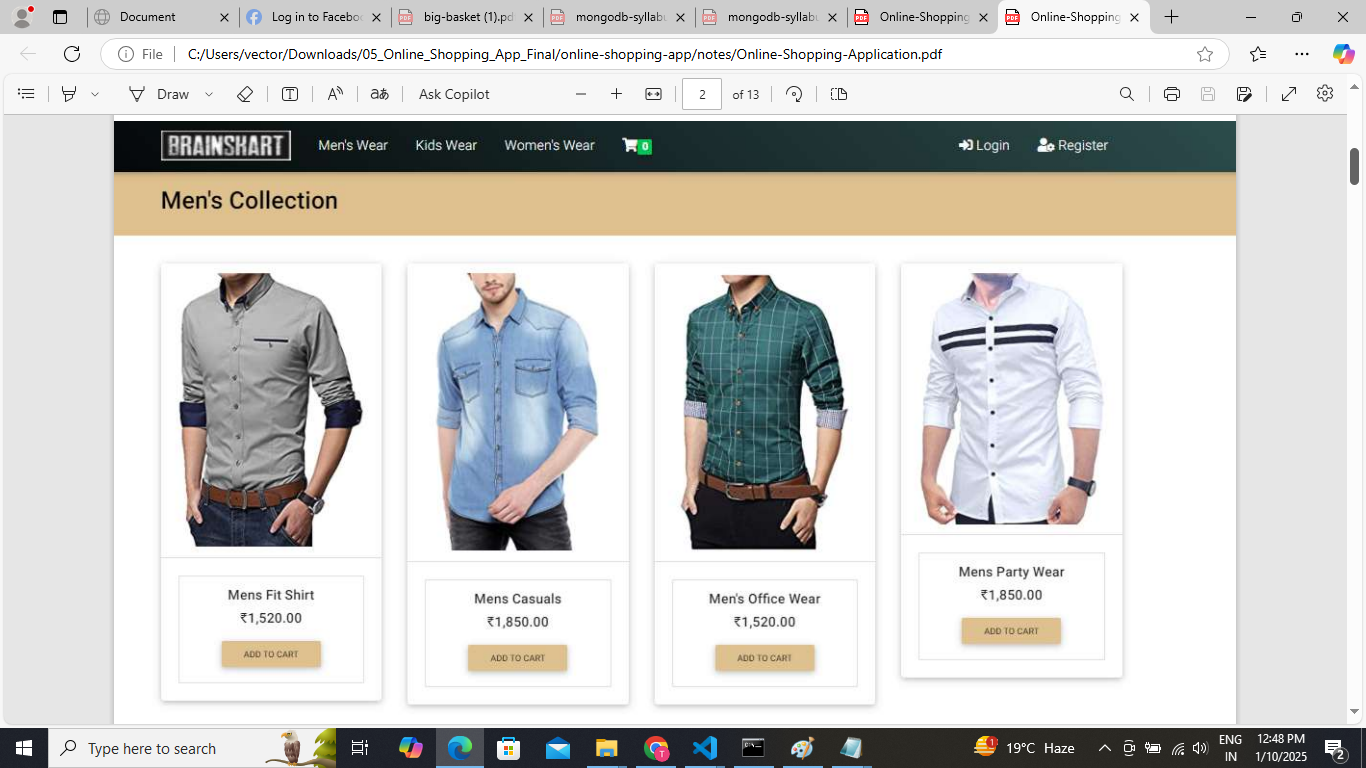 Document
Log in to Faceboo
big-basket (1).pd
mongodb-syllabu
mongodb-syllabu
Online-Shopping
Online-Shopping
File
C:/Users/vector/Downloads/05_Online_Shopping_App_Final/online-shopping-app/notes/Online-Shopping-Application.pdf
Draw
Ask Copilot
2 of 13
BRAINSKART
Men's Wear
Kids Wear
Women's Wear
0
Login
Register
Men's Collection
Mens Fit Shirt
₹1,520.00
ADD TO CART
Mens Casuals
₹1,850.00
ADD TO CART
Men's Office Wear
₹1,520.00
ADD TO CART
Mens Party Wear
₹1,850.00
ADD TO CART
Type here to search
19°C Haze
ENG
IN
12:48 PM
1/10/2025
2